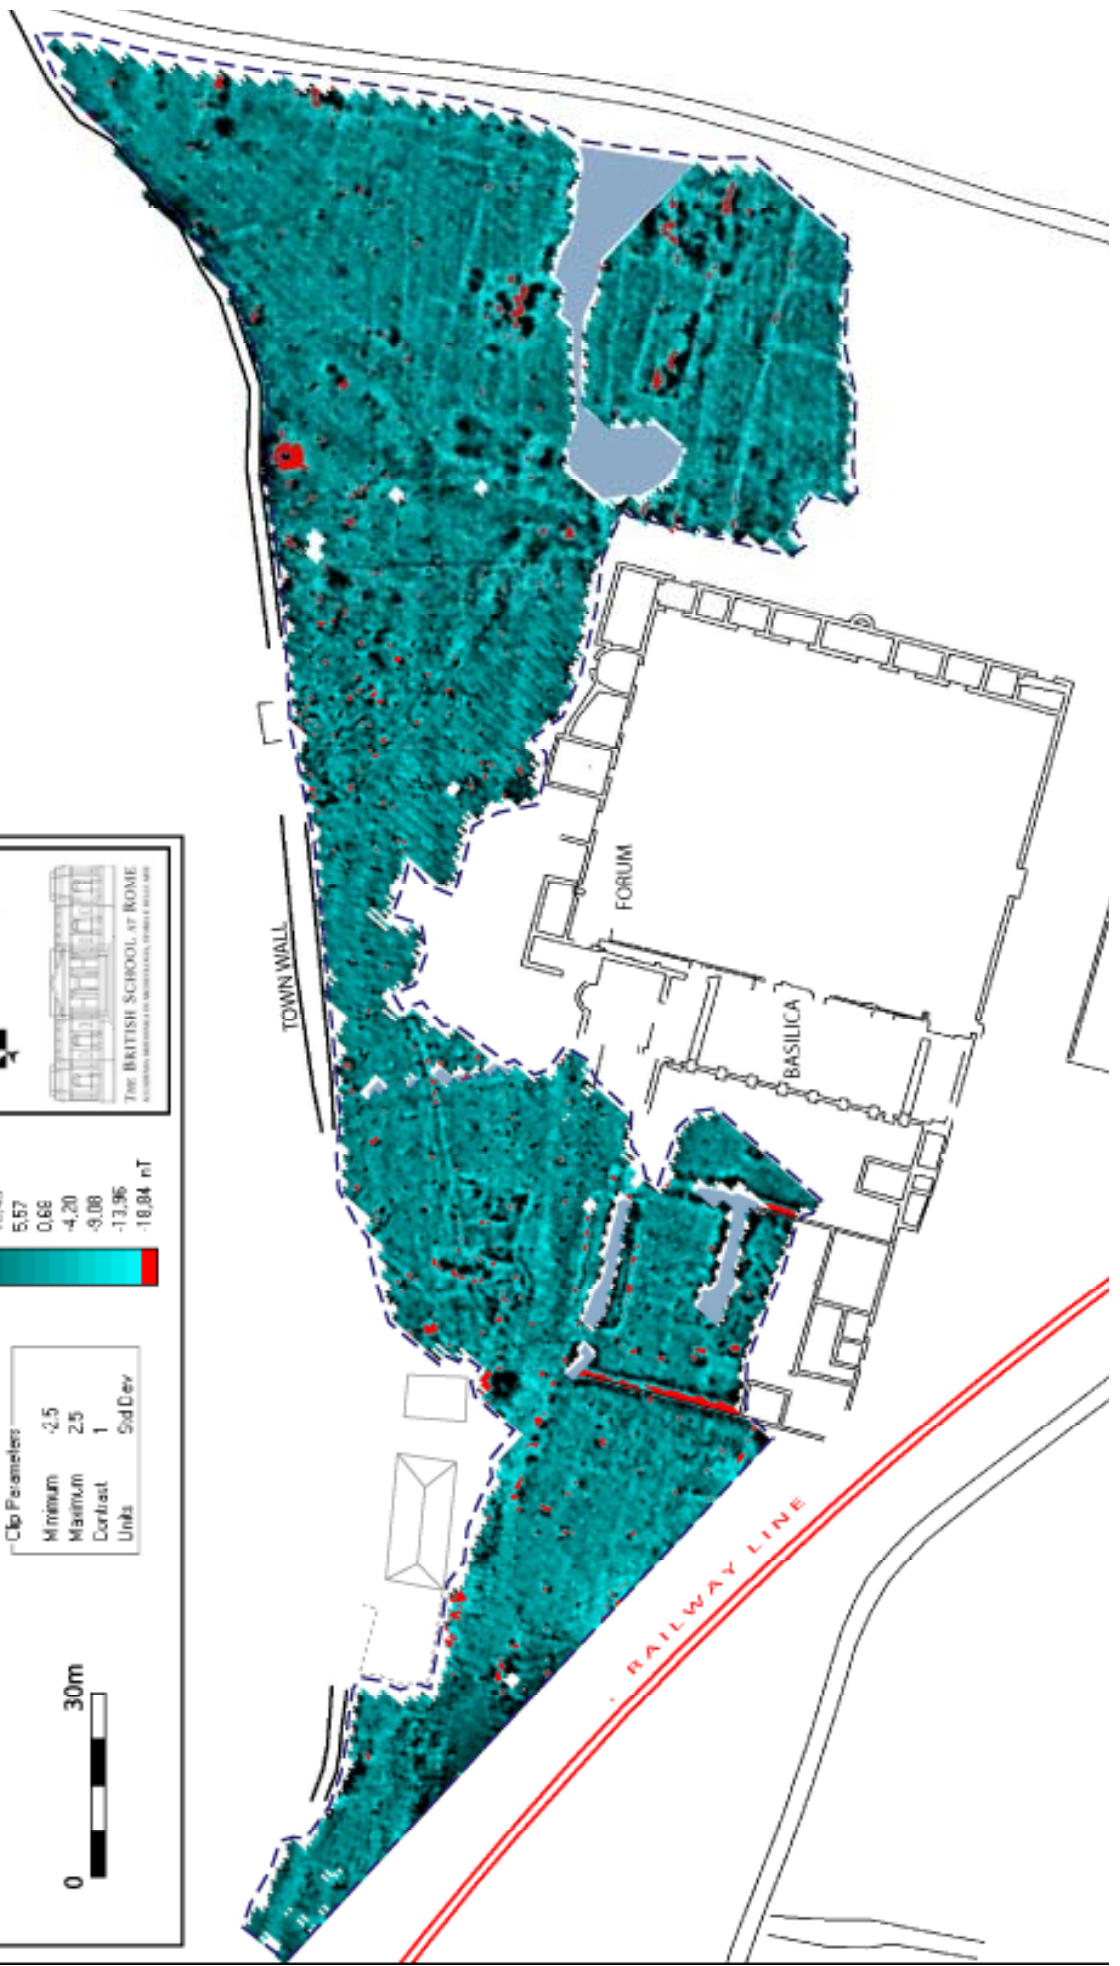 THE BRITISH SCHOOL AT ROME
5,57
0,68
-4,20
-9,08
-13,96
-18,84 nT
Clip Parameters
Minimum -2.5
Maximum 2.5
Contrast 1
Units Std Dev
0 30m
TOWN WALL
FORUM
BASILICA
RAILWAY LINE